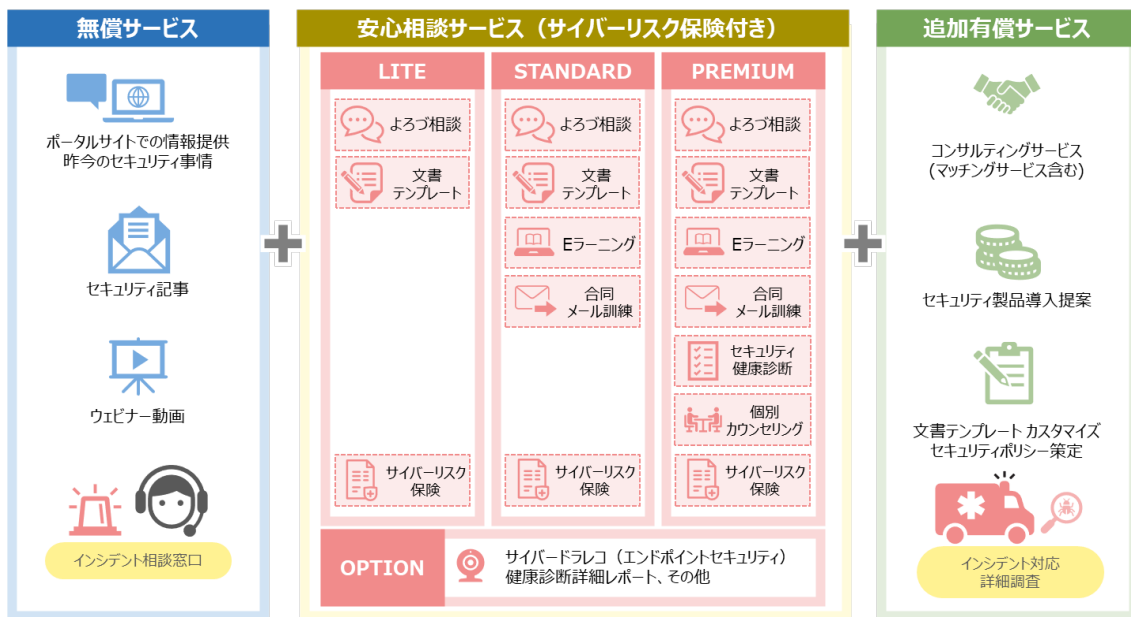 無償サービス
ポータルサイトでの情報提供
昨今のセキュリティ事情
セキュリティ記事
ウェビナー動画
インシデント相談窓口
安心相談サービス（サイバーリスク保険付き）
LITE
よろづ相談
文書
テンプレート
サイバーリスク
保険
STANDARD
よろづ相談
文書
テンプレート
Eラーニング
合同
メール訓練
サイバーリスク
保険
PREMIUM
よろづ相談
文書
テンプレート
Eラーニング
合同
メール訓練
セキュリティ
健康診断
個別
カウンセリング
サイバーリスク
保険
OPTION
サイバードラレコ（エンドポイントセキュリティ）
健康診断詳細レポート、その他
追加有償サービス
コンサルティングサービス
(マッチングサービス含む)
セキュリティ製品導入提案
文書テンプレート カスタマイズ
セキュリティポリシー策定
インシデント対応
詳細調査